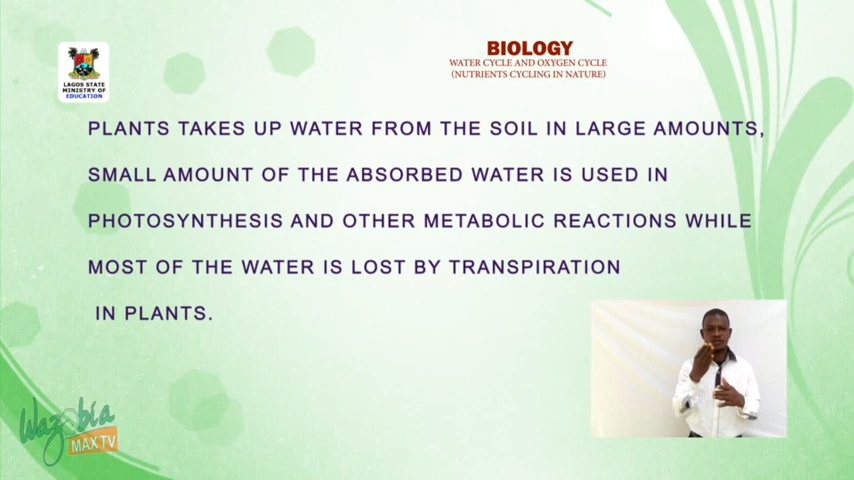 BIOLOGY
WATER CYCLE AND OXYGEN CYCLE
(NUTRIENTS CYCLING IN NATURE)
LAGOS STATE
MINISTRY OF
EDUCATION
PLANTS TAKES UP WATER FROM THE SOIL IN LARGE AMOUNTS,
SMALL AMOUNT OF THE ABSORBED WATER IS USED IN
PHOTOSYNTHESIS AND OTHER METABOLIC REACTIONS WHILE
MOST OF THE WATER IS LOST BY TRANSPIRATION
IN PLANTS.
Wazobia
MAX TV